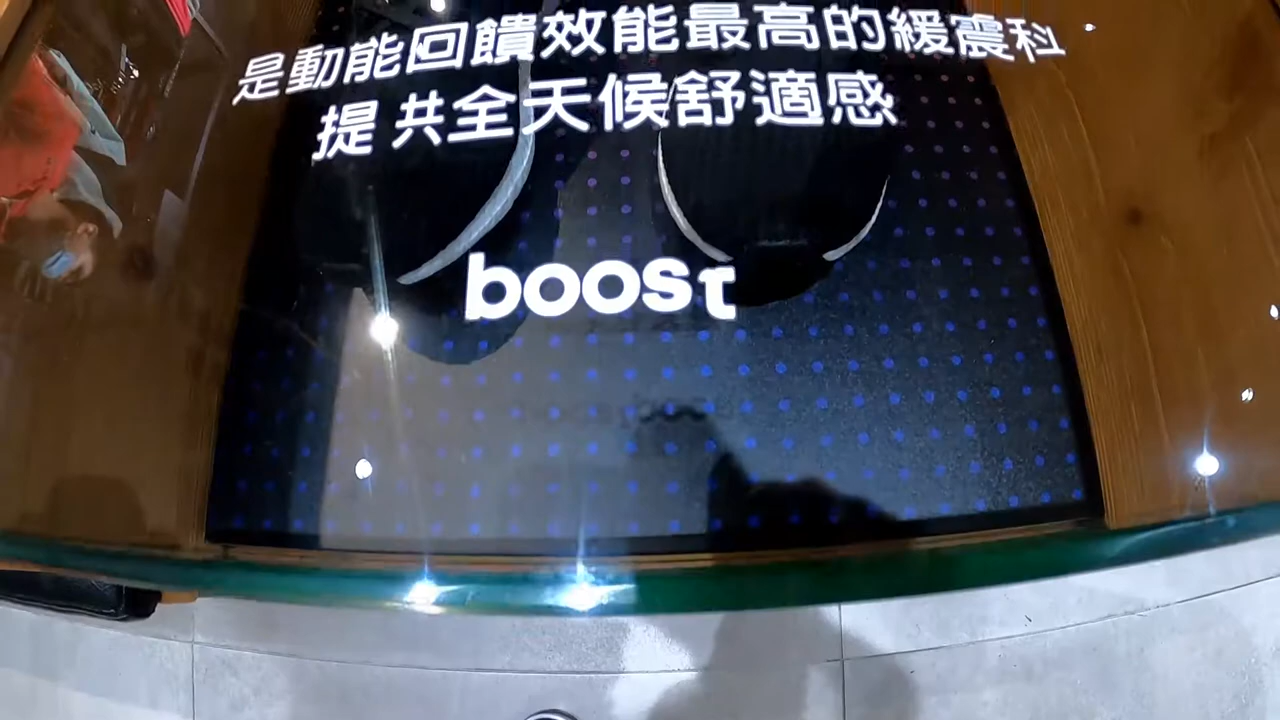 是動能回饋效能最高的緩震科
提 共全天候舒適感
boost